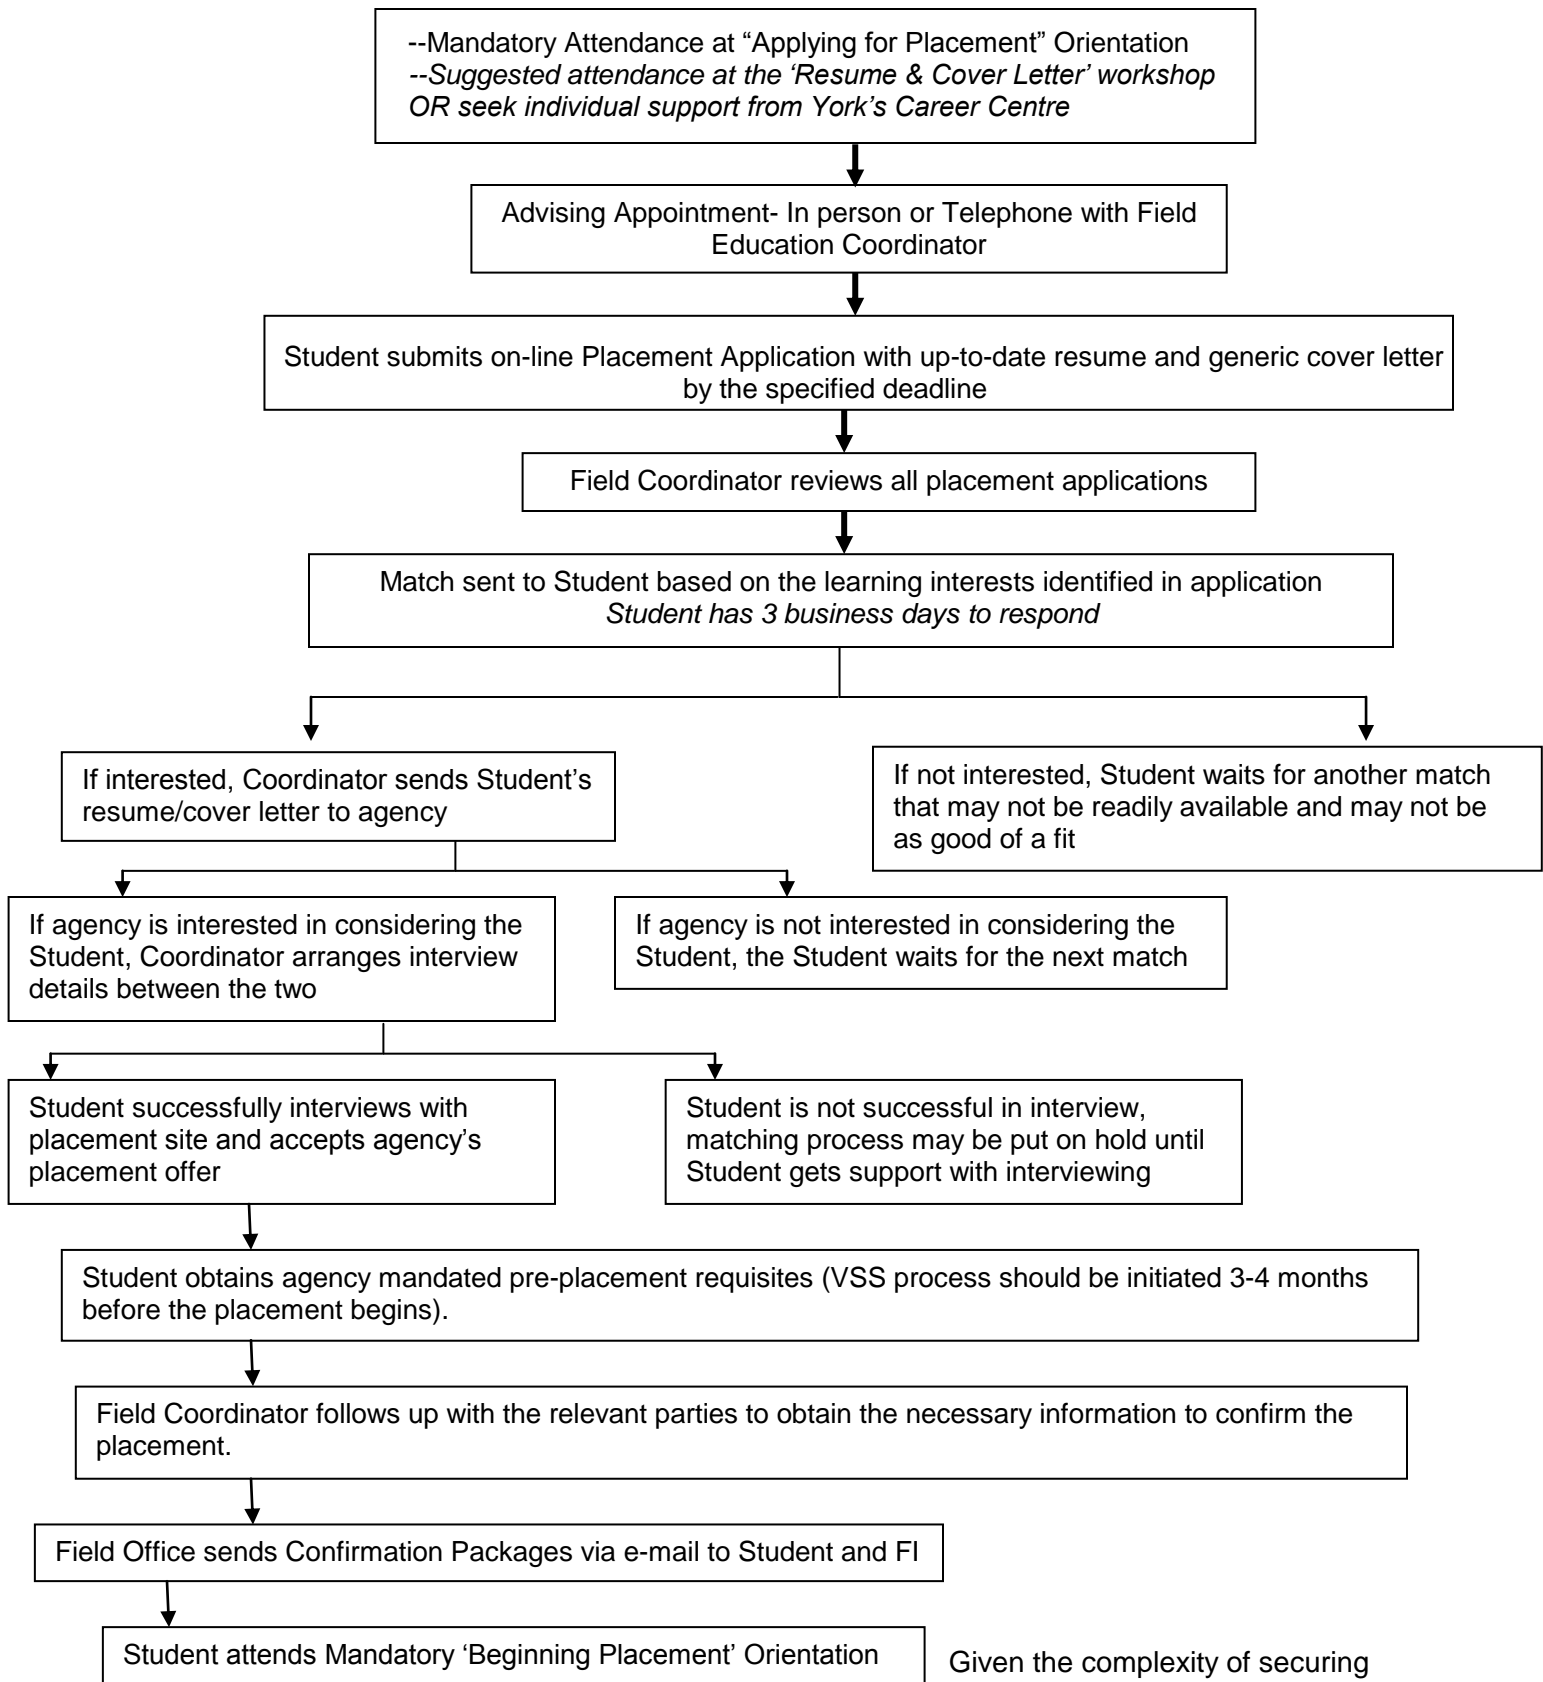 --Mandatory Attendance at “Applying for Placement” Orientation
--Suggested attendance at the ‘Resume & Cover Letter’ workshop
OR seek individual support from York’s Career Centre
Advising Appointment- In person or Telephone with Field
Education Coordinator
Student submits on-line Placement Application with up-to-date resume and generic cover letter
by the specified deadline
Field Coordinator reviews all placement applications
Match sent to Student based on the learning interests identified in application
Student has 3 business days to respond
If interested, Coordinator sends Student’s
resume/cover letter to agency
If not interested, Student waits for another match
that may not be readily available and may not be
as good of a fit
If agency is interested in considering the
Student, Coordinator arranges interview
details between the two
If agency is not interested in considering the
Student, the Student waits for the next match
Student successfully interviews with
placement site and accepts agency’s
placement offer
Student is not successful in interview,
matching process may be put on hold until
Student gets support with interviewing
Student obtains agency mandated pre-placement requisites (VSS process should be initiated 3-4 months
before the placement begins).
Field Coordinator follows up with the relevant parties to obtain the necessary information to confirm the
placement.
Field Office sends Confirmation Packages via e-mail to Student and FI
Student attends Mandatory ‘Beginning Placement’ Orientation
Given the complexity of securing